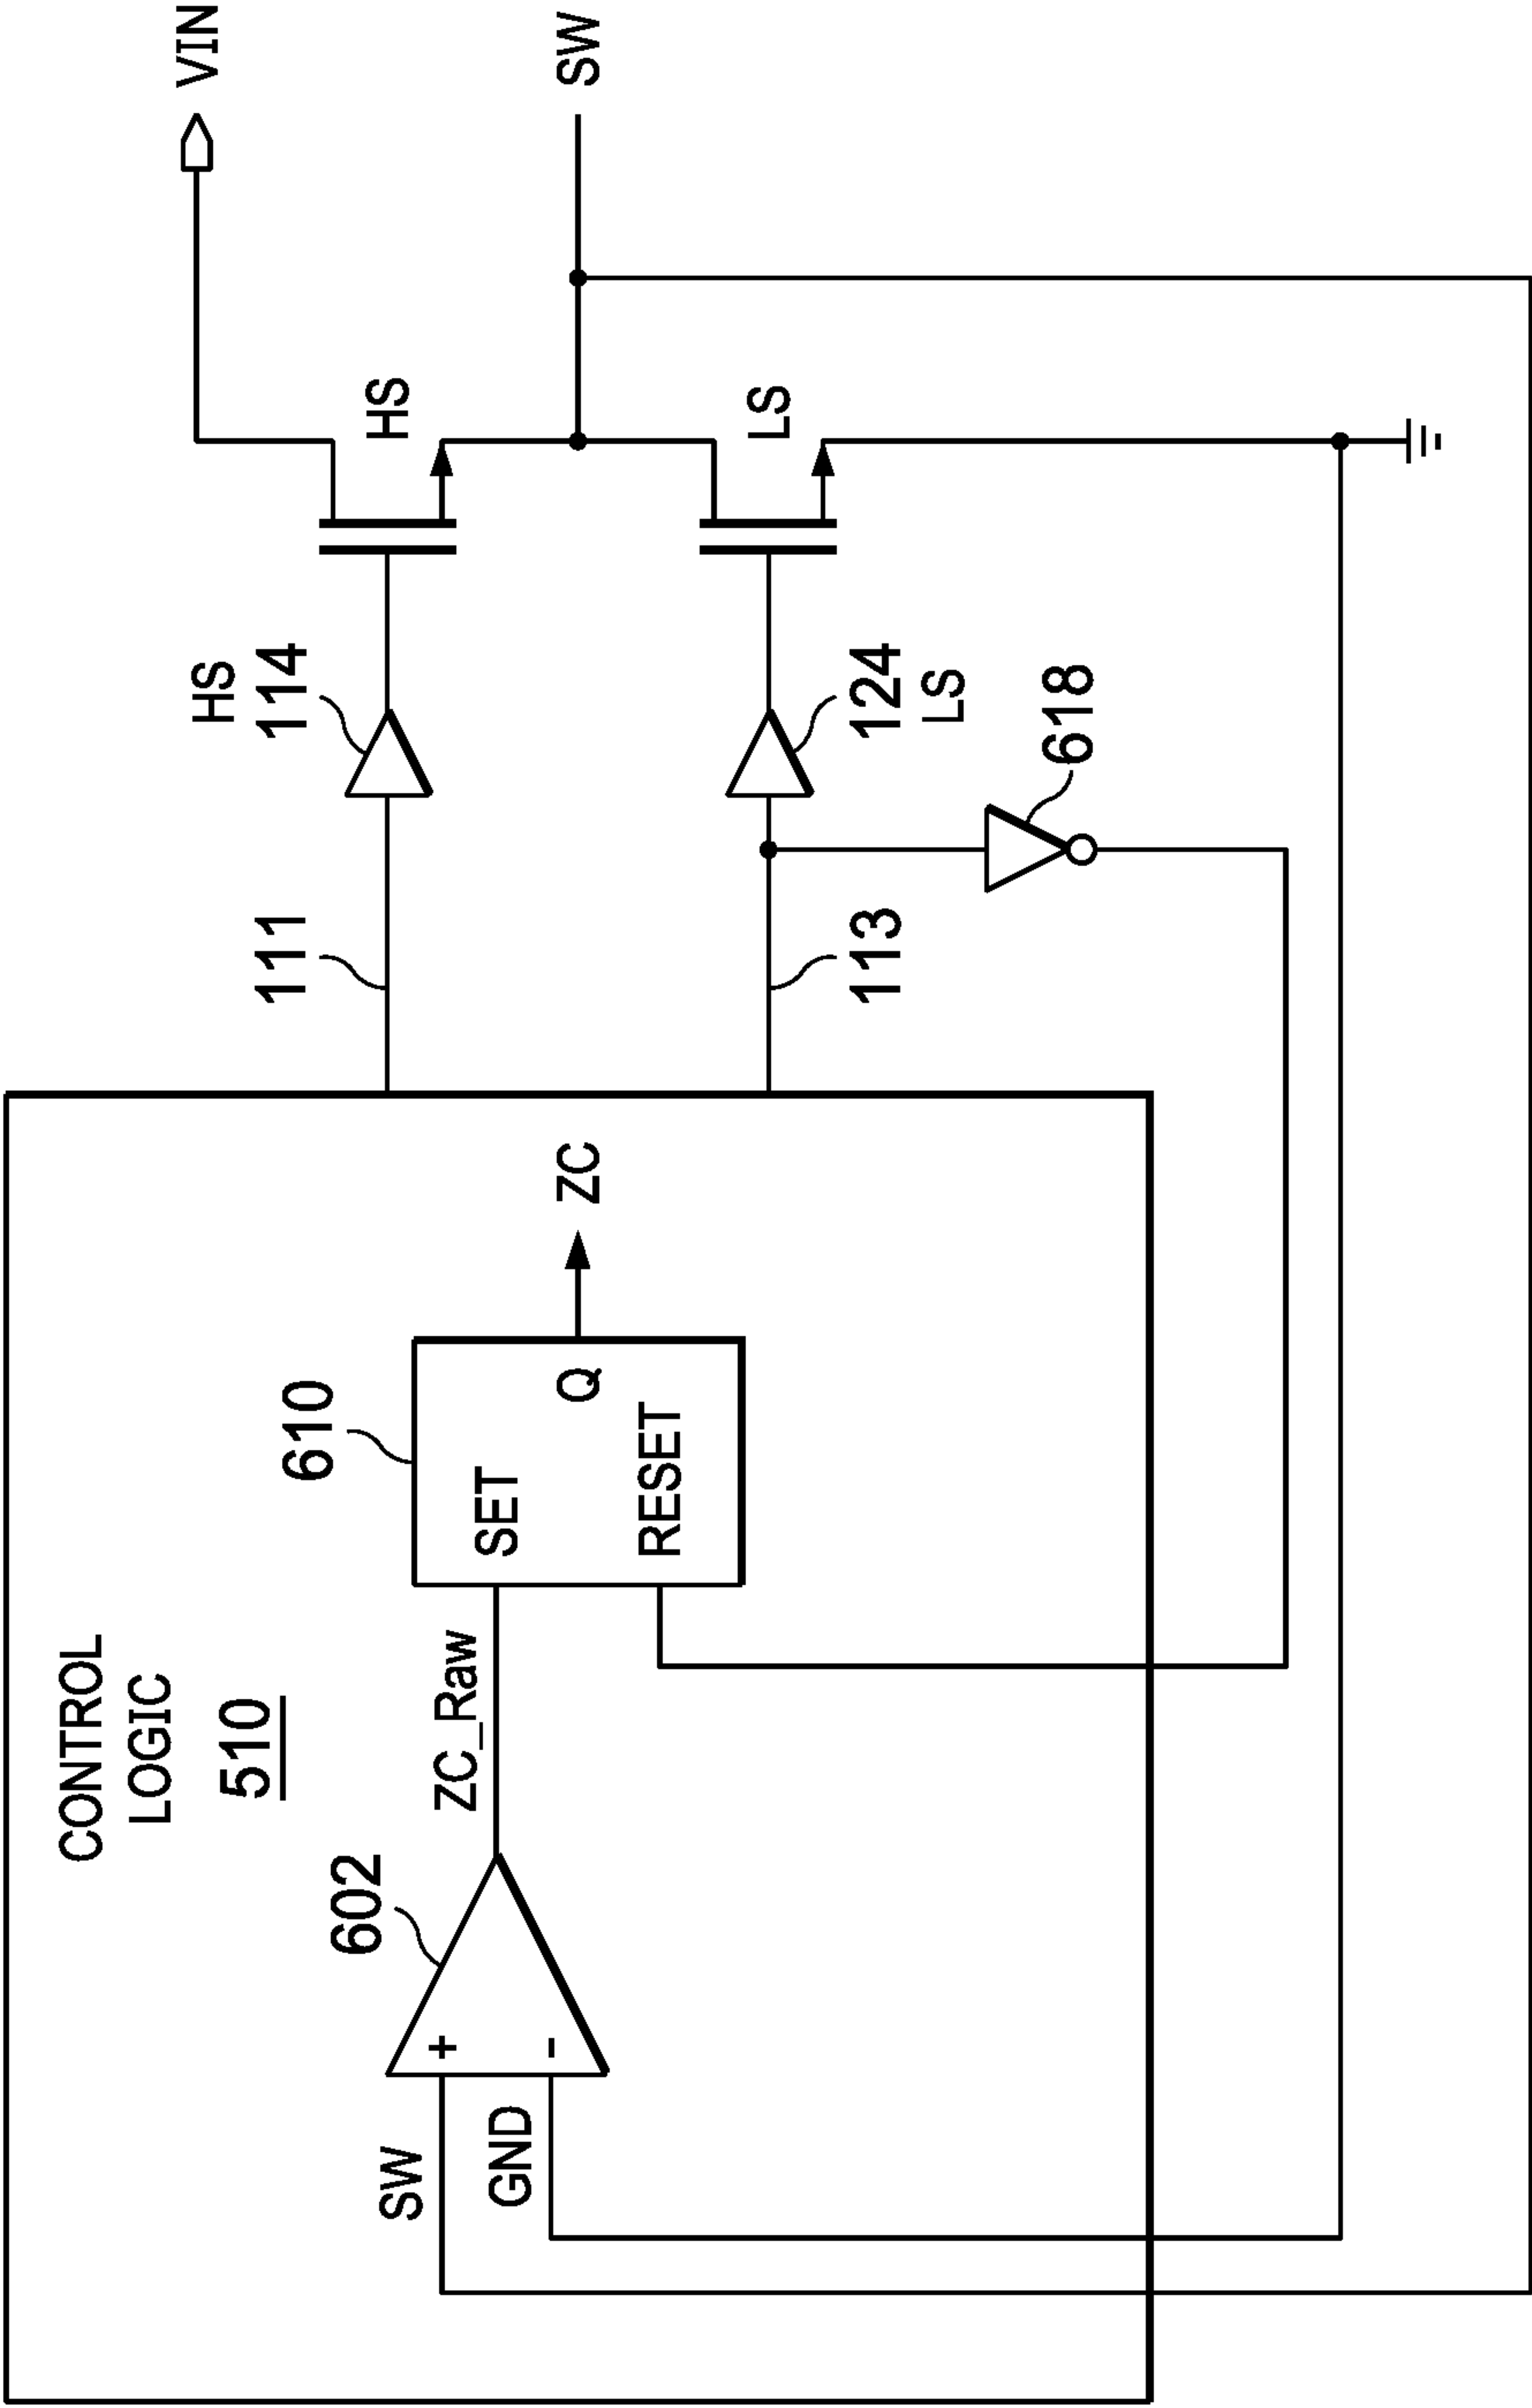 CONTROL
LOGIC
510
602
SW
+
GND
-
ZC_Raw
610
SET
Q
RESET
ZC
111
113
HS
114
124
LS
618
HS
LS
VIN
SW